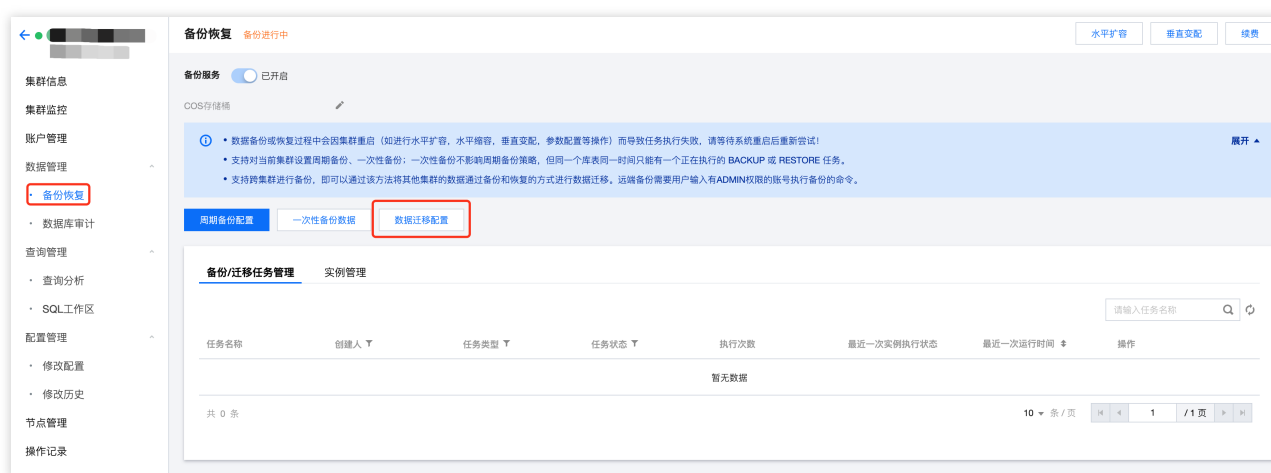 备份恢复 备份进行中 水平扩容 垂直变配 续费
集群信息
集群监控
账户管理
数据管理
· 备份恢复
· 数据库审计
查询管理
· 查询分析
· SQL工作区
配置管理
· 修改配置
· 修改历史
节点管理
操作记录
备份服务 已开启
COS存储桶
• 数据备份或恢复过程中会因集群重启（如进行水平扩容，水平缩容，垂直变配，参数配置等操作）而导致任务执行失败，请等待系统重启后重新尝试! 展开
• 支持对当前集群设置周期备份、一次性备份；一次性备份不影响周期备份策略，但同一个库表同一时间只能有一个正在执行的 BACKUP 或 RESTORE 任务。
• 支持跨集群进行备份，即可以通过该方法将其他集群的数据通过备份和恢复的方式进行数据迁移。远端备份需要用户输入有ADMIN权限的账号执行备份的命令。
周期备份配置 一次性备份数据 数据迁移配置
备份/迁移任务管理 实例管理
请输入任务名称
任务名称 创建人 任务类型 任务状态 执行次数 最近一次实例执行状态 最近一次运行时间 操作
暂无数据
共 0 条 10 条 / 页 1 / 1 页